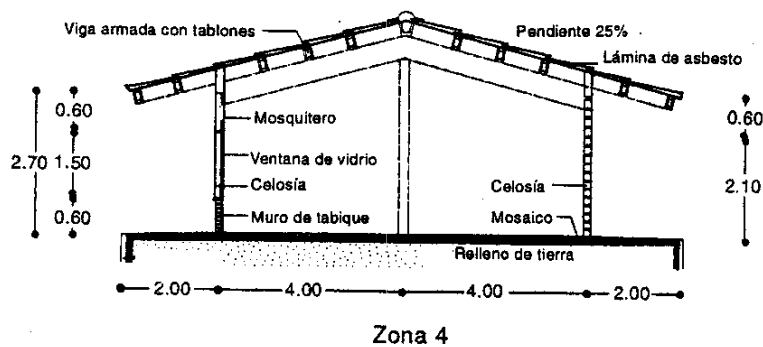 Viga armada con tablones
Pendiente 25%
Lámina de asbesto
0.60
Mosquitero
0.60
2.70
1.50
Ventana de vidrio
Celosía
Celosía
2.10
0.60
Muro de tabique
Mosaico
Relleno de tierra
2.00
4.00
4.00
2.00
Zona 4